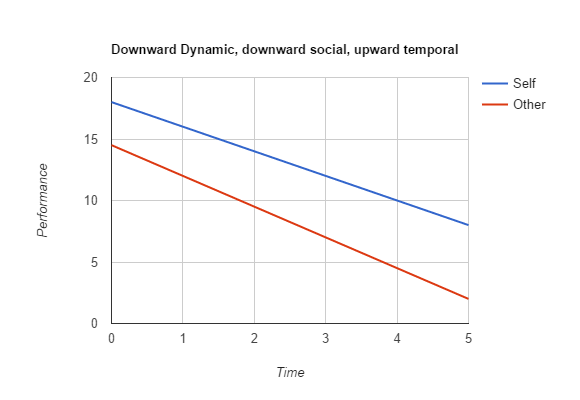 Downward Dynamic, downward social, upward temporal
Self
Other
20
15
10
5
0
Performance
0 1 2 3 4 5
Time